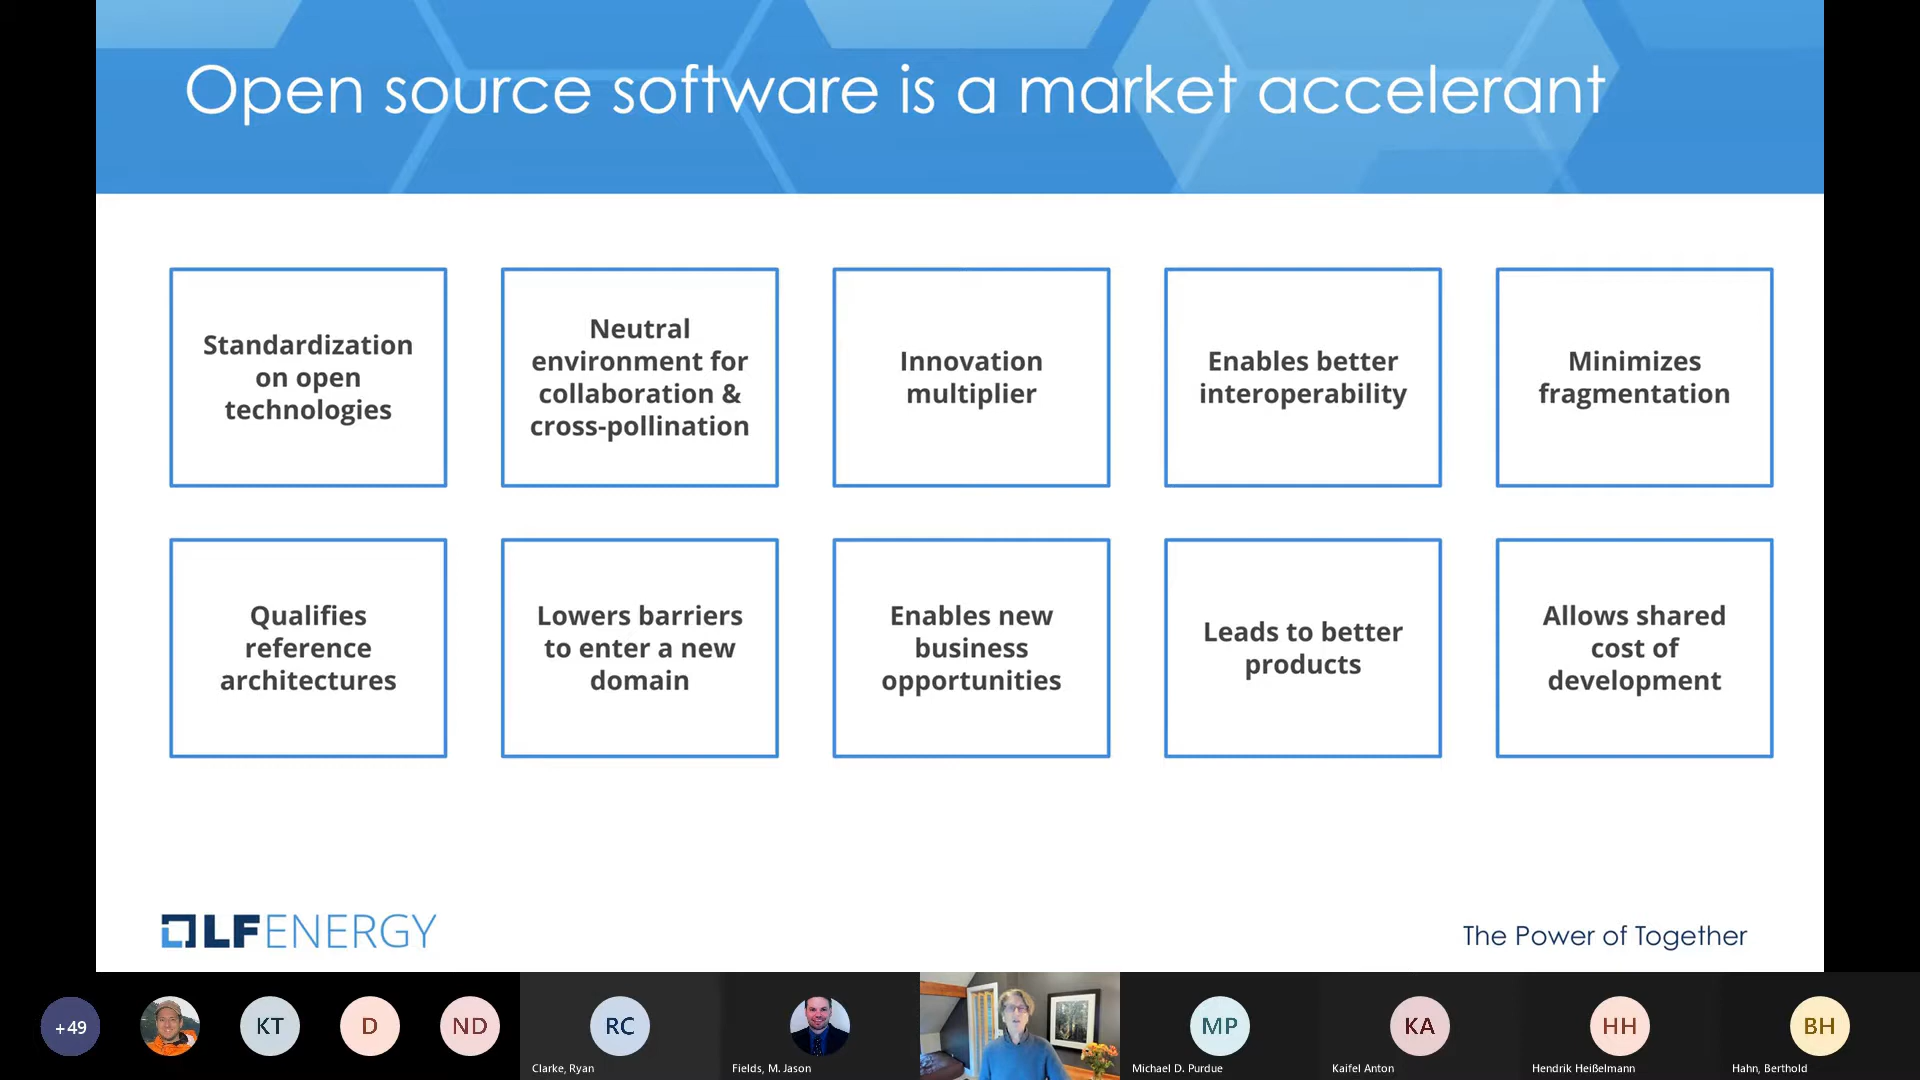 Open source software is a market accelerant
Standardization
on open
technologies
Neutral
environment for
collaboration &
cross-pollination
Innovation
multiplier
Enables better
interoperability
Minimizes
fragmentation
Qualifies
reference
architectures
Lowers barriers
to enter a new
domain
Enables new
business
opportunities
Leads to better
products
Allows shared
cost of
development
LFENERGY
The Power of Together
+49
KT
D
ND
RC
Clarke, Ryan
Fields, M. Jason
MP
Michael D. Purdue
KA
Kaifel Anton
HH
Hendrik Heißelmann
BH
Hahn, Berthold